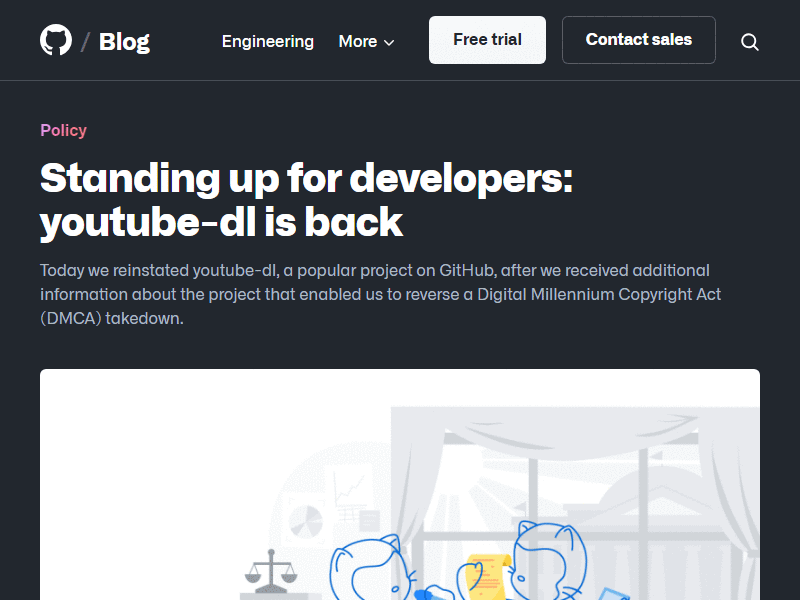 / Blog Engineering More Free trial Contact sales
Policy
Standing up for developers:
youtube-dl is back
Today we reinstated youtube-dl, a popular project on GitHub, after we received additional
information about the project that enabled us to reverse a Digital Millennium Copyright Act
(DMCA) takedown.